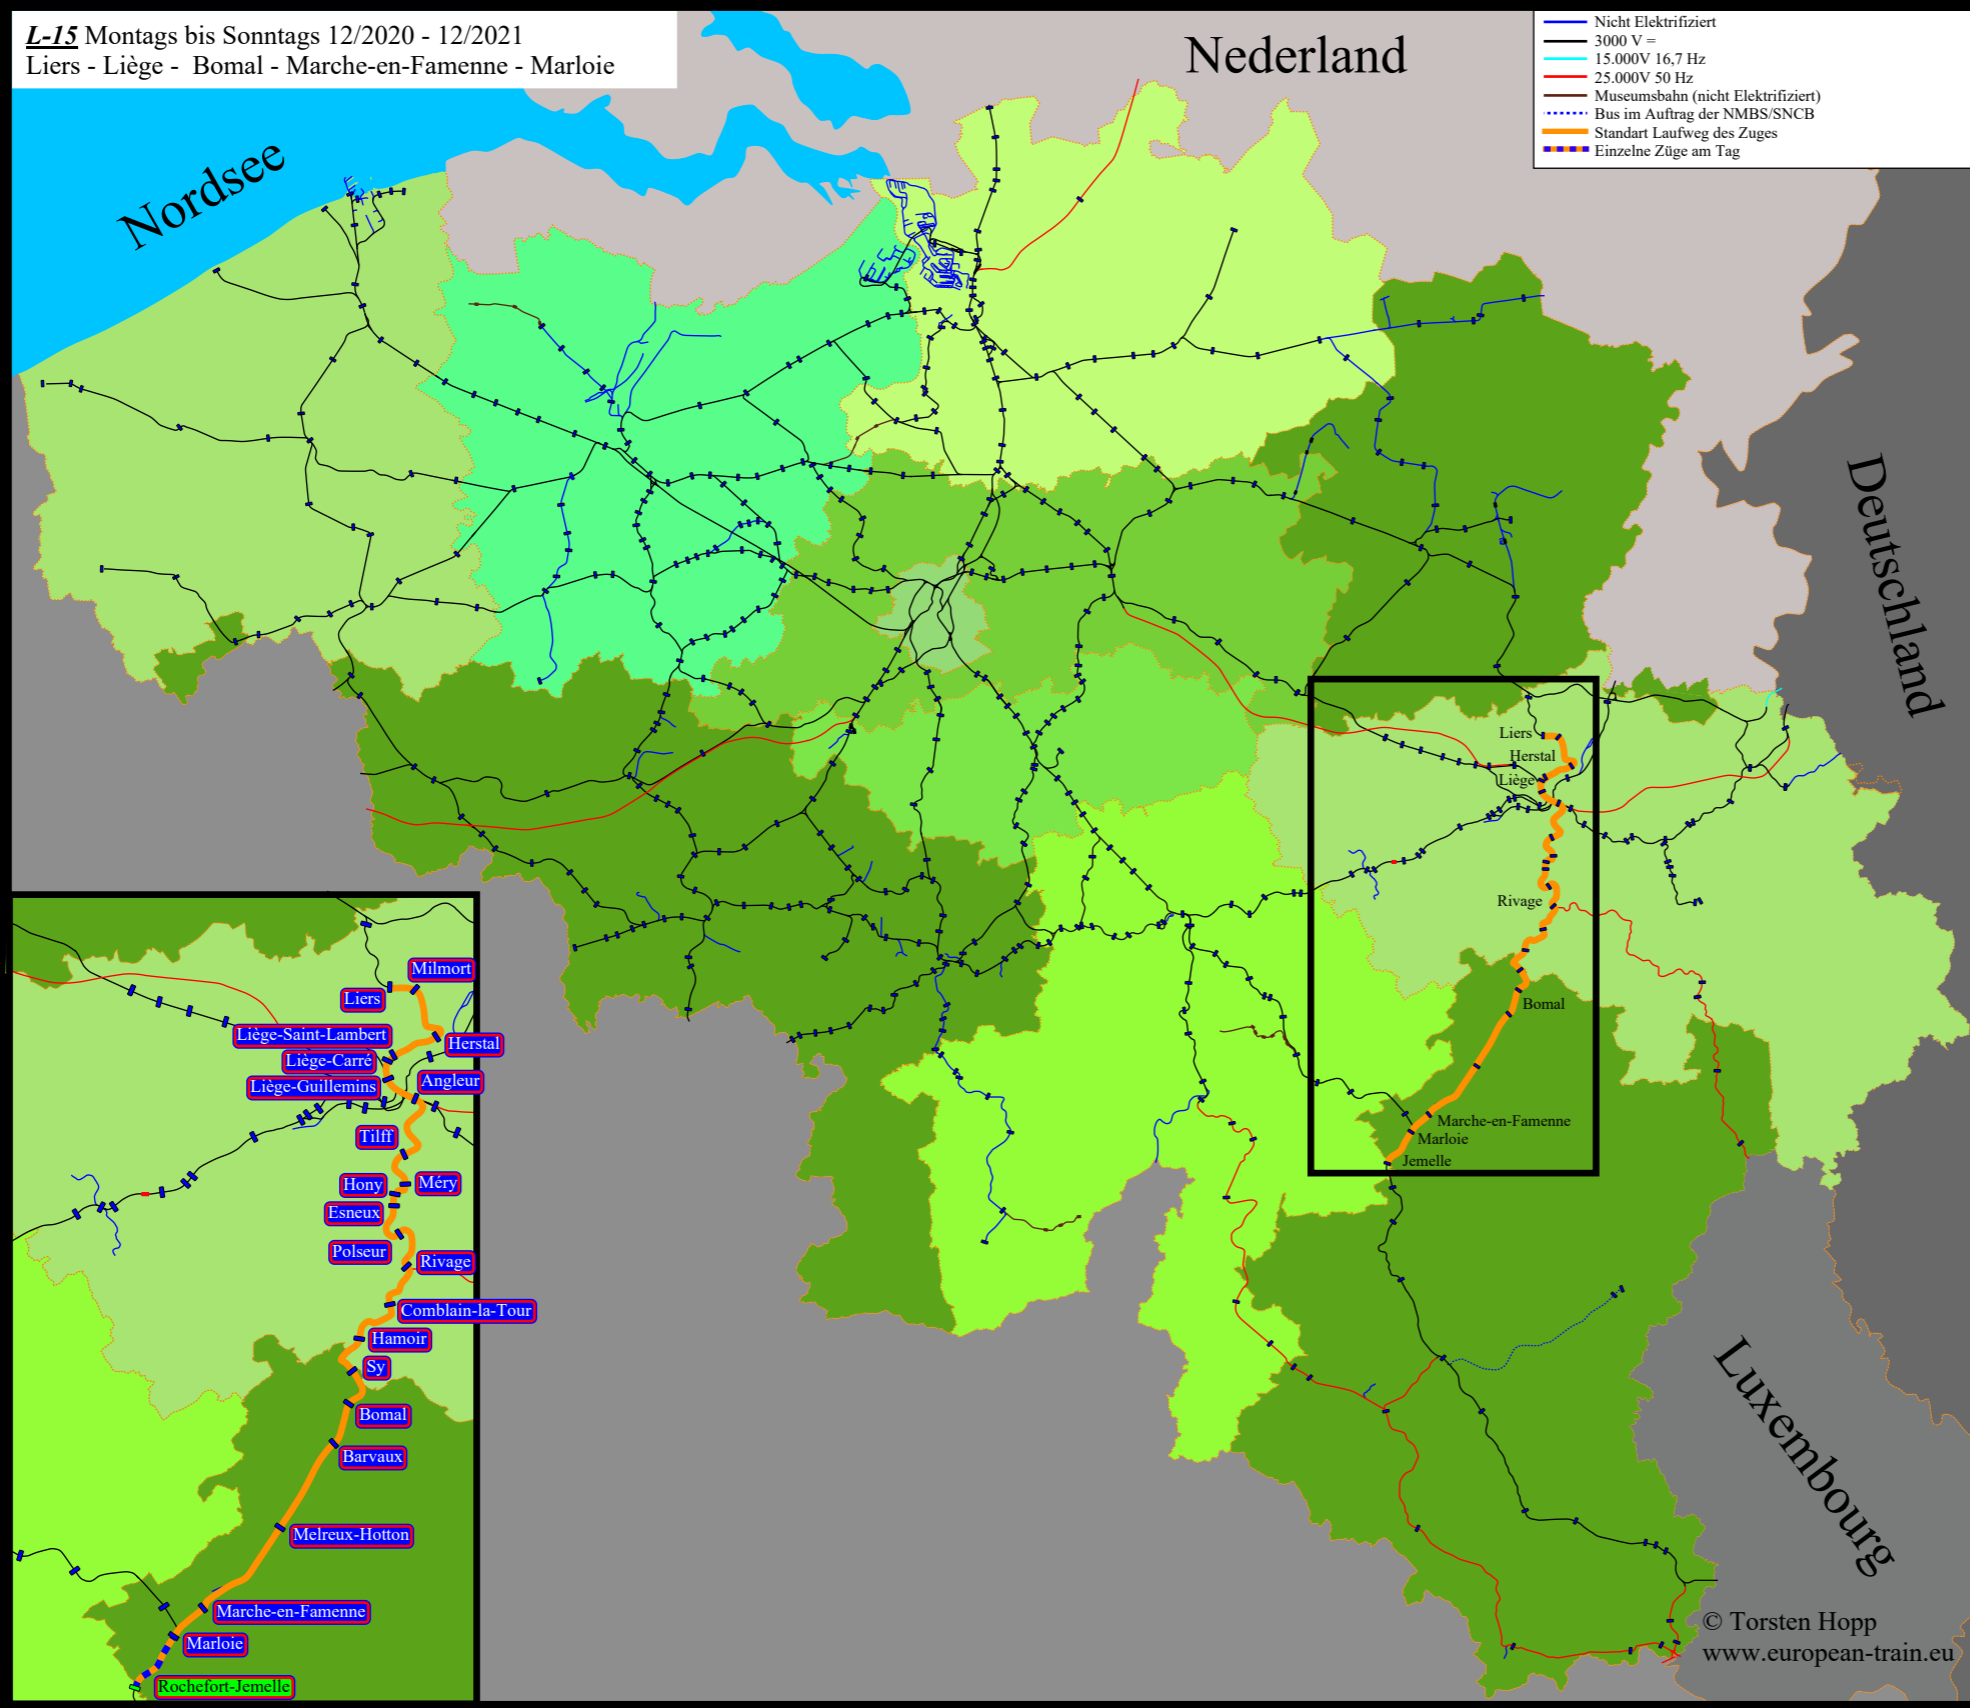 L-15 Montags bis Sonntags 12/2020 - 12/2021
Liers - Liège - Bomal - Marche-en-Famenne - Marloie
Nicht Elektrifiziert
3000 V =
15.000V 16,7 Hz
25.000V 50 Hz
Museumsbahn (nicht Elektrifiziert)
Bus im Auftrag der NMBS/SNCB
Standart Laufweg des Zuges
Einzelne Züge am Tag
Nederland
Nordsee
Deutschland
Luxembourg
Liers
Herstal
Liège
Rivage
Bomal
Marche-en-Famenne
Marloie
Jemelle
Milmort
Liers
Liège-Saint-Lambert
Herstal
Liège-Carré
Liège-Guillemins
Angleur
Tilff
Hony
Méry
Esneux
Polseur
Rivage
Comblain-la-Tour
Hamoir
Sy
Bomal
Barvaux
Melreux-Hotton
Marche-en-Famenne
Marloie
Rochefort-Jemelle
© Torsten Hopp
www.european-train.eu